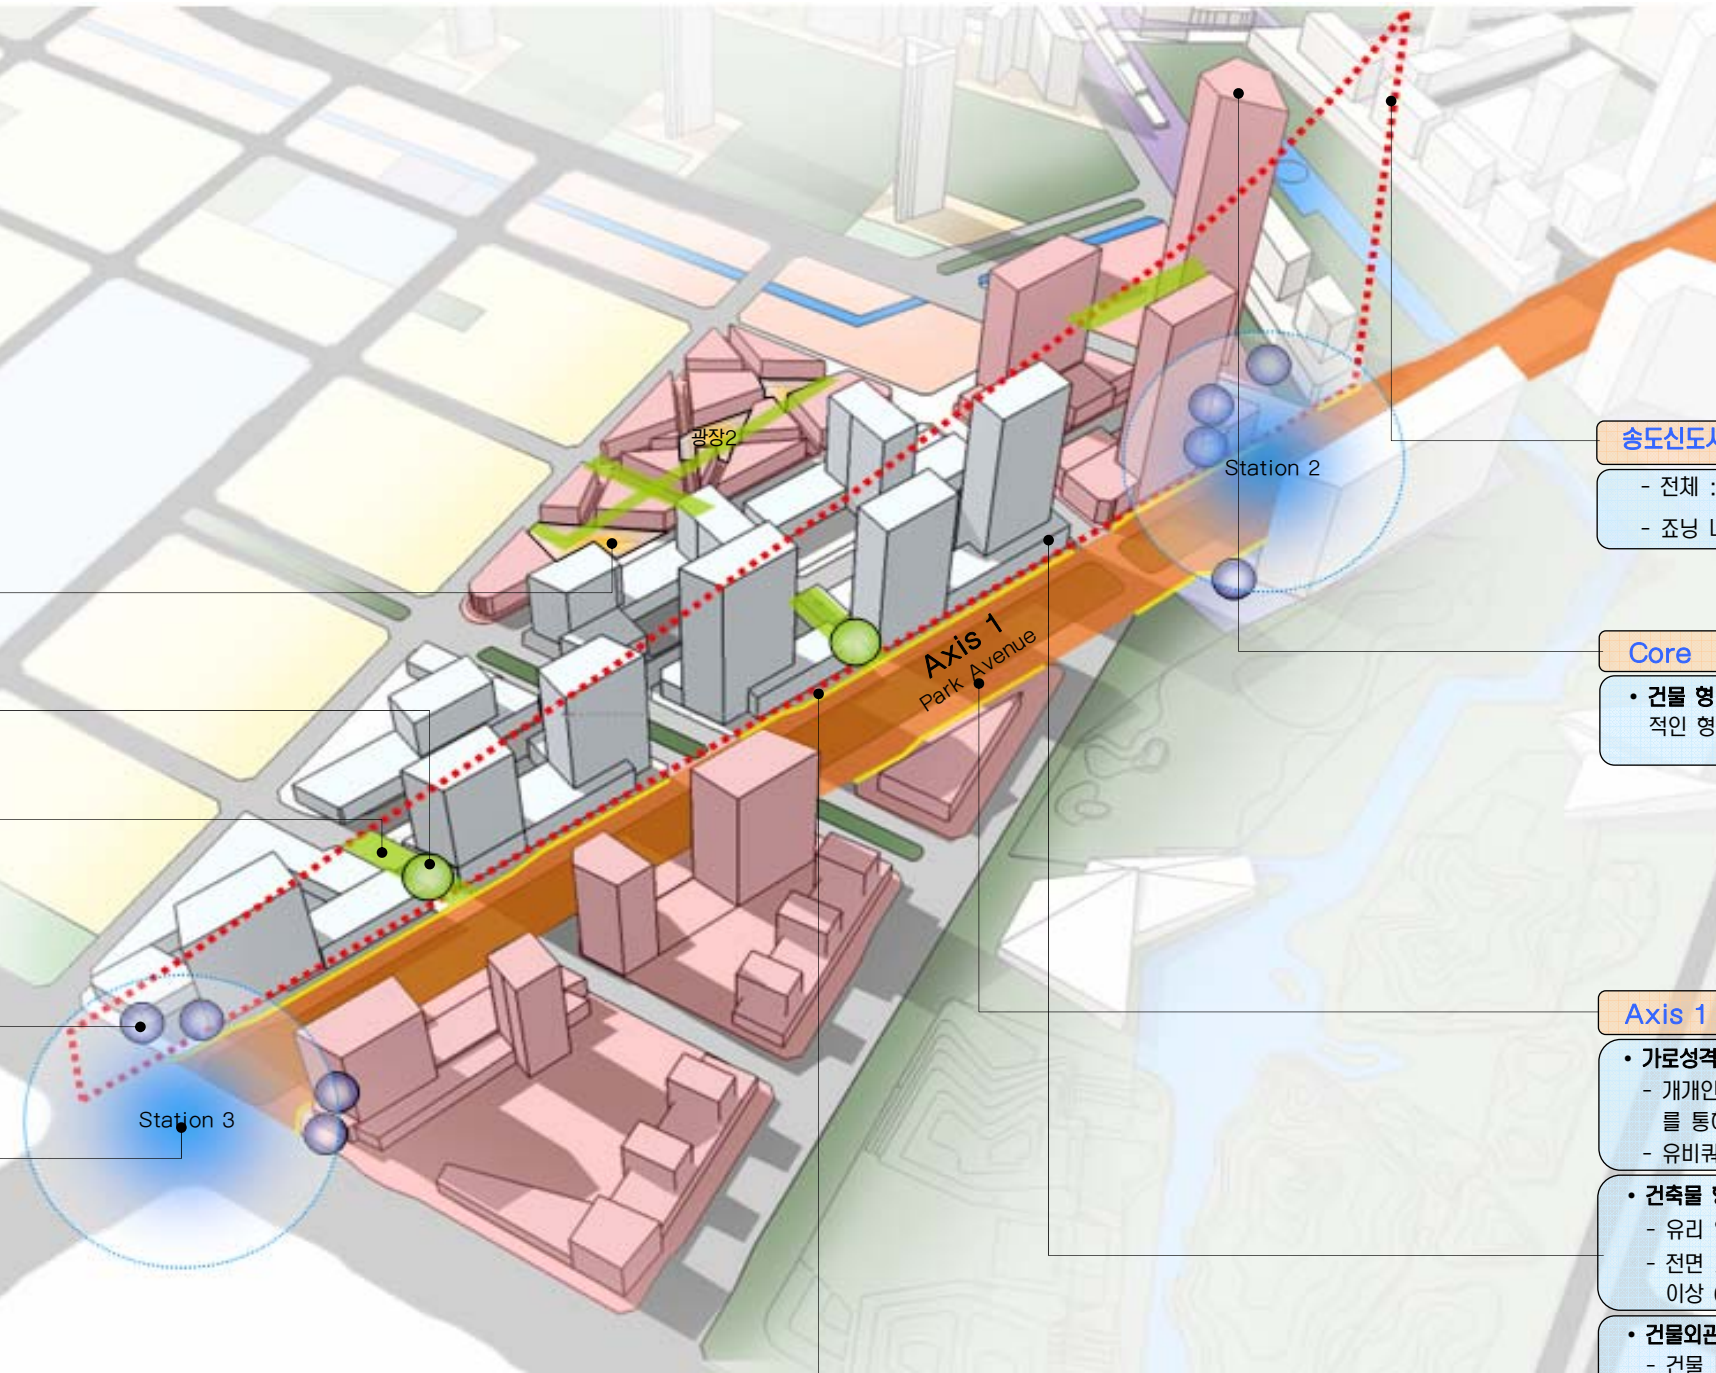 광장2
Station 2
Axis 1
Park Avenue
Station 3
송도신도시
- 전체 :
- 죠닝
Core
• 건물 형
적인 형
Axis 1
• 가로성격
- 개개인
를 통해
- 유비쿼
• 건축물
- 유리
- 전면
이상
• 건물외관
- 건물